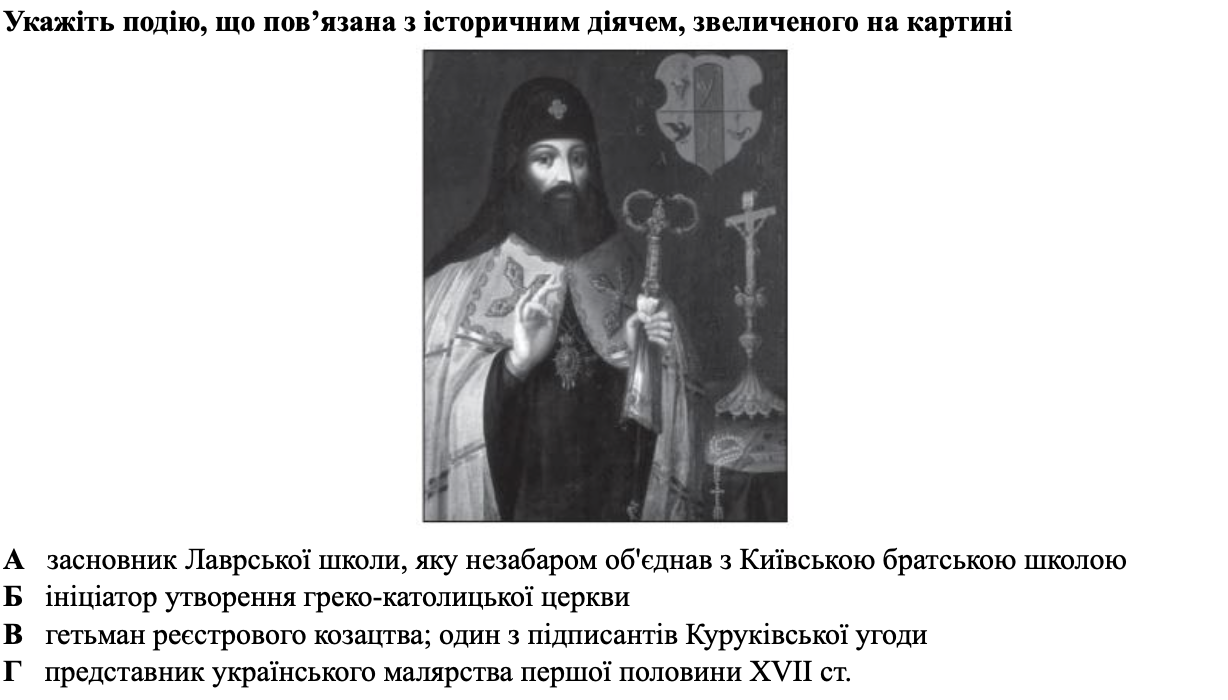 Укажіть подію, що пов’язана з історичним діячем, звеличеного на картині
А засновник Лаврської школи, яку незабаром об'єднав з Київською братською школою
Б ініціатор утворення греко-католицької церкви
В гетьман реєстрового козацтва; один з підписантів Куруківської угоди
Г представник українського малярства першої половини XVII ст.